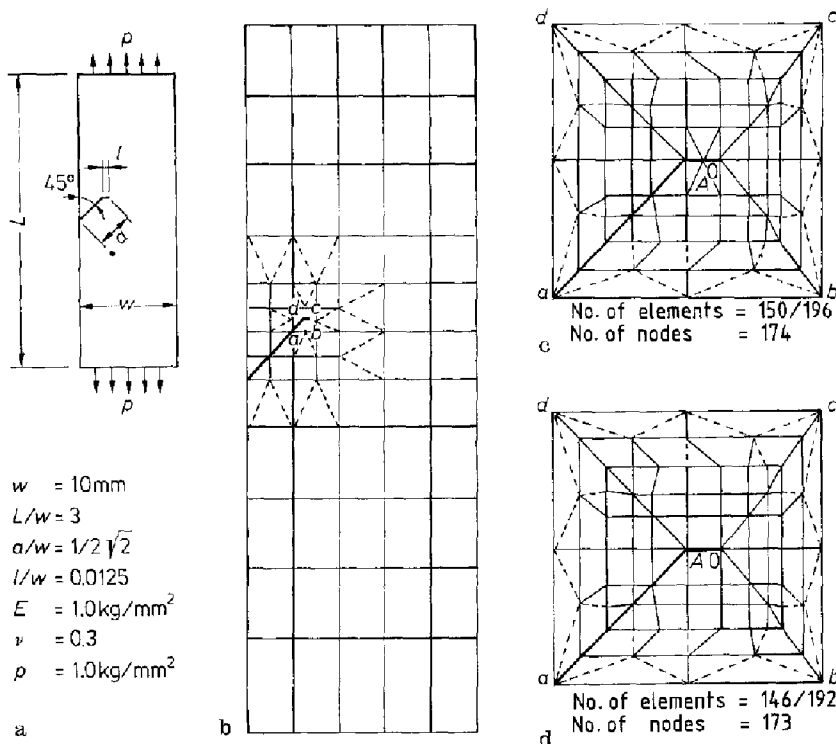 p
l
45°
a
L
w
p
w = 10mm
L/w = 3
a/w = 1/2√2
l/w = 0.0125
E = 1.0kg/mm²
ν = 0.3
p = 1.0kg/mm²
a
d c
a b
b
d c
A O
a b
No. of elements = 150/196
No. of nodes = 174
c
d c
A O
a b
No. of elements = 146/192
No. of nodes = 173
d